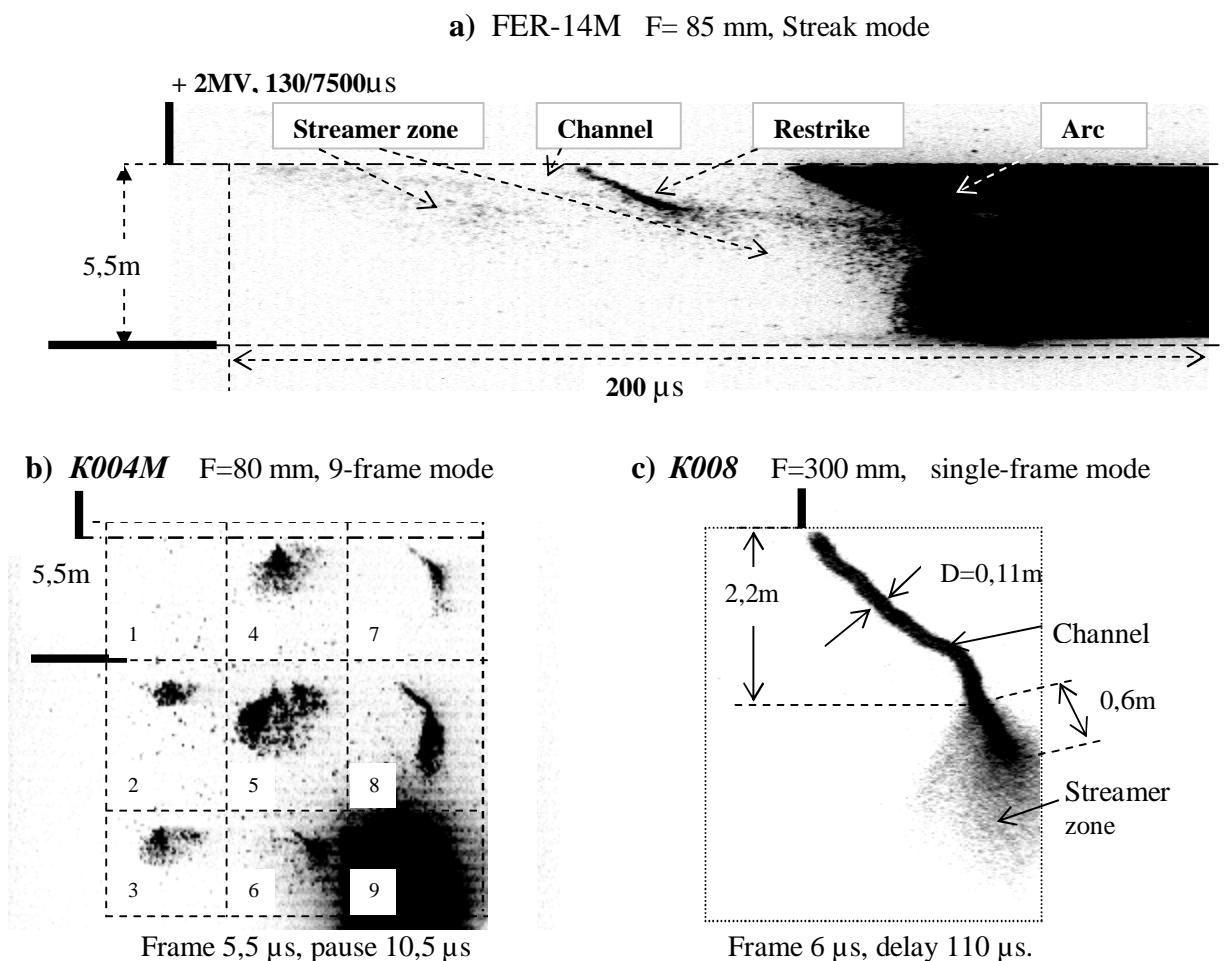 a) FER-14M F= 85 mm, Streak mode
+ 2MV, 130/7500µs
Streamer zone
Channel
Restrike
Arc
5,5m
200 µs
b) K004M F=80 mm, 9-frame mode
5,5m
1
4
7
2
5
8
3
6
9
Frame 5,5 µs, pause 10,5 µs
c) K008 F=300 mm, single-frame mode
D=0,11m
2,2m
Channel
0,6m
Streamer
zone
Frame 6 µs, delay 110 µs.